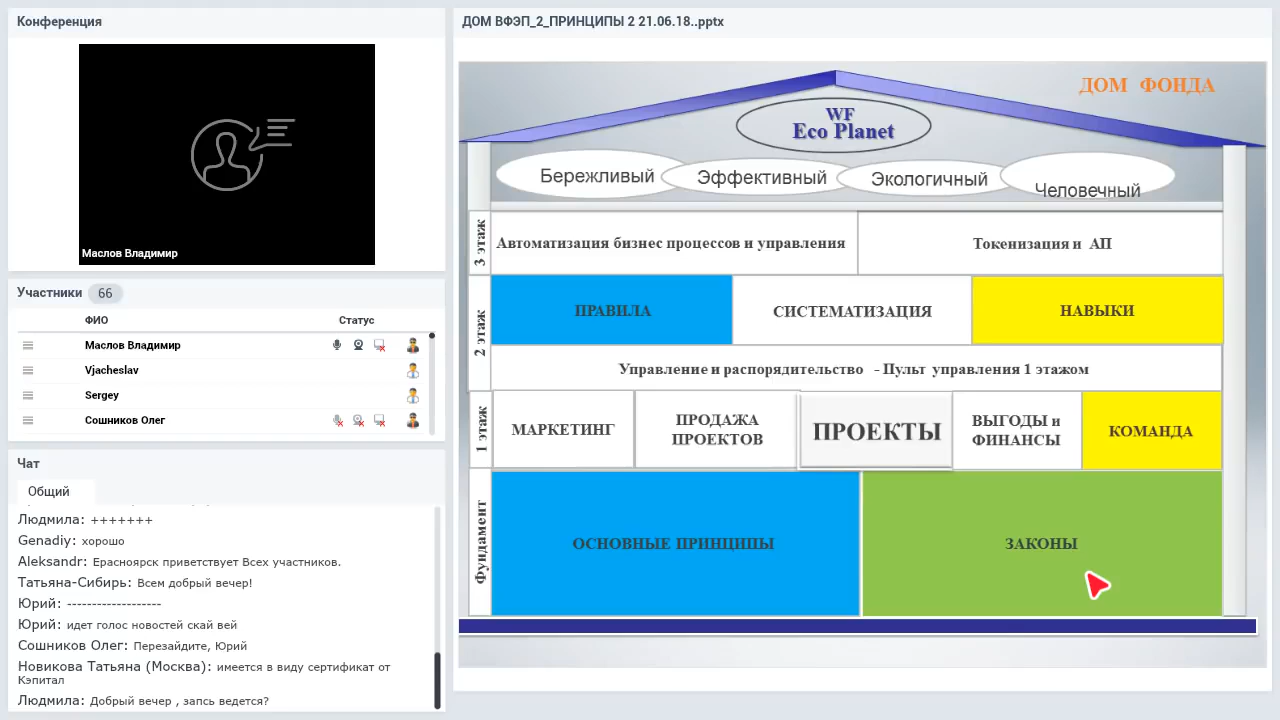 Конференция
Маслов Владимир
Участники 66
ФИО Статус
Маслов Владимир
Vjacheslav
Sergey
Сошников Олег
Чат
Общий
Людмила: +++++++
Genadiy: хорошо
Aleksandr: Ерасноярск приветствует Всех участников.
Татьяна-Сибирь: Всем добрый вечер!
Юрий: -------------------
Юрий: идет голос новостей скай вей
Сошников Олег: Перезайдите, Юрий
Новикова Татьяна (Москва): имеется в виду сертификат от
Кэпитал
Людмила: Добрый вечер , запсь ведется?
ДОМ ВФЭП_2_ПРИНЦИПЫ 2 21.06.18..pptx
ДОМ ФОНДА
WF
Eco Planet
Бережливый Эффективный Экологичный Человечный
3 этаж
Автоматизация бизнес процессов и управления
Токенизация и АП
2 этаж
ПРАВИЛА
СИСТЕМАТИЗАЦИЯ
НАВЫКИ
Управление и распорядительство - Пульт управления 1 этажом
1 этаж
МАРКЕТИНГ
ПРОДАЖА
ПРОЕКТОВ
ПРОЕКТЫ
ВЫГОДЫ и
ФИНАНСЫ
КОМАНДА
Фундамент
ОСНОВНЫЕ ПРИНЦИПЫ
ЗАКОНЫ